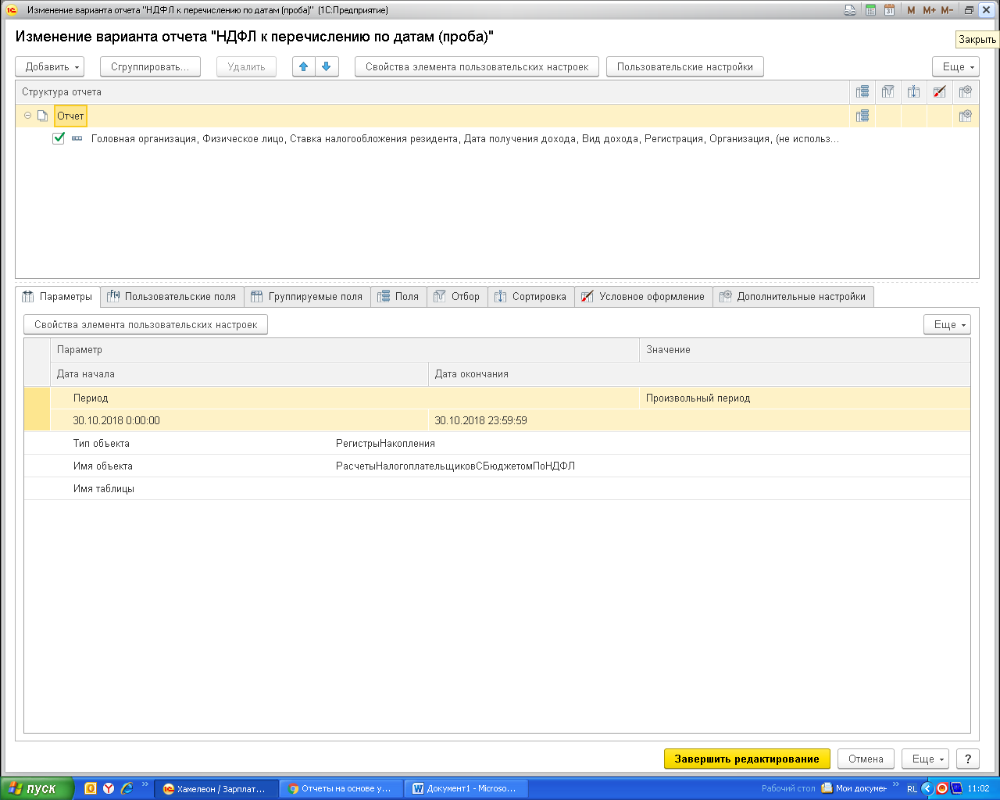 Изменение варианта отчета "НДФЛ к перечислению по датам (проба)" (1С:Предприятие)
31 M M+ M-
Изменение варианта отчета "НДФЛ к перечислению по датам (проба)"
Закрыть
Добавить Сгруппировать... Удалить Свойства элемента пользовательских настроек Пользовательские настройки Еще
Структура отчета
Отчет
Головная организация, Физическое лицо, Ставка налогообложения резидента, Дата получения дохода, Вид дохода, Регистрация, Организация, (не использ...
Параметры Пользовательские поля Группируемые поля Поля Отбор Сортировка Условное оформление Дополнительные настройки
Свойства элемента пользовательских настроек Еще
Параметр Значение
Дата начала Дата окончания
Период Произвольный период
30.10.2018 0:00:00 30.10.2018 23:59:59
Тип объекта РегистрыНакопления
Имя объекта РасчетыНалогоплательщиковСБюджетомПоНДФЛ
Имя таблицы
Завершить редактирование Отмена Еще ?
пуск Хамелеон / Зарплат... Отчеты на основе у... Документ1 - Microso... Рабочий стол Мои докумен RL 11:02